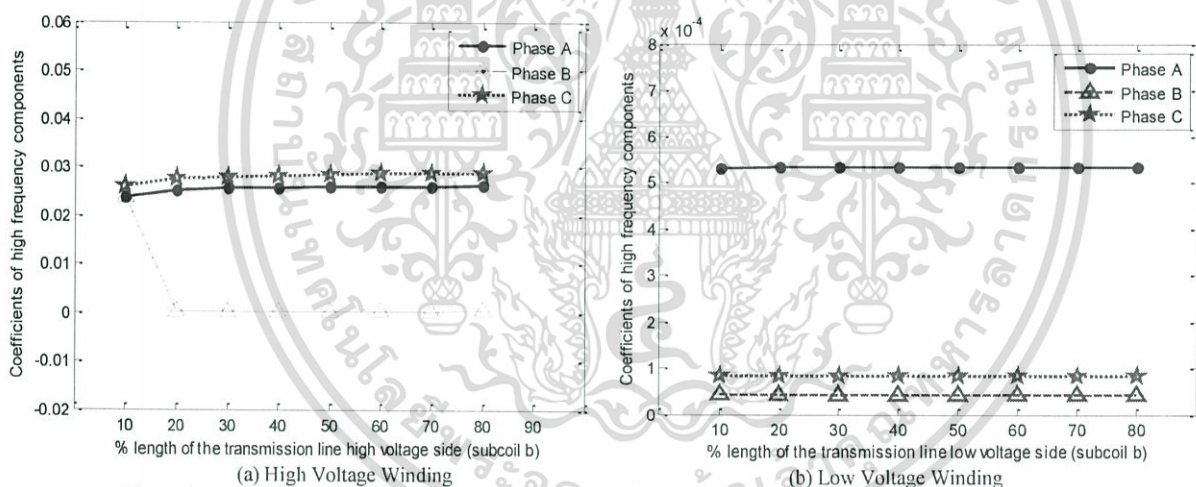 0.06
0.05
0.04
0.03
0.02
0.01
0
-0.01
-0.02
Coefficients of high frequency components
Phase A
Phase B
Phase C
10 20 30 40 50 60 70 80 90
% length of the transmission line high voltage side (subcoil b)
(a) High Voltage Winding
x 10⁻⁴
8
7
6
5
4
3
2
1
0
Coefficients of high frequency components
Phase A
Phase B
Phase C
10 20 30 40 50 60 70 80
% length of the transmission line low voltage side (subcoil b)
(b) Low Voltage Winding